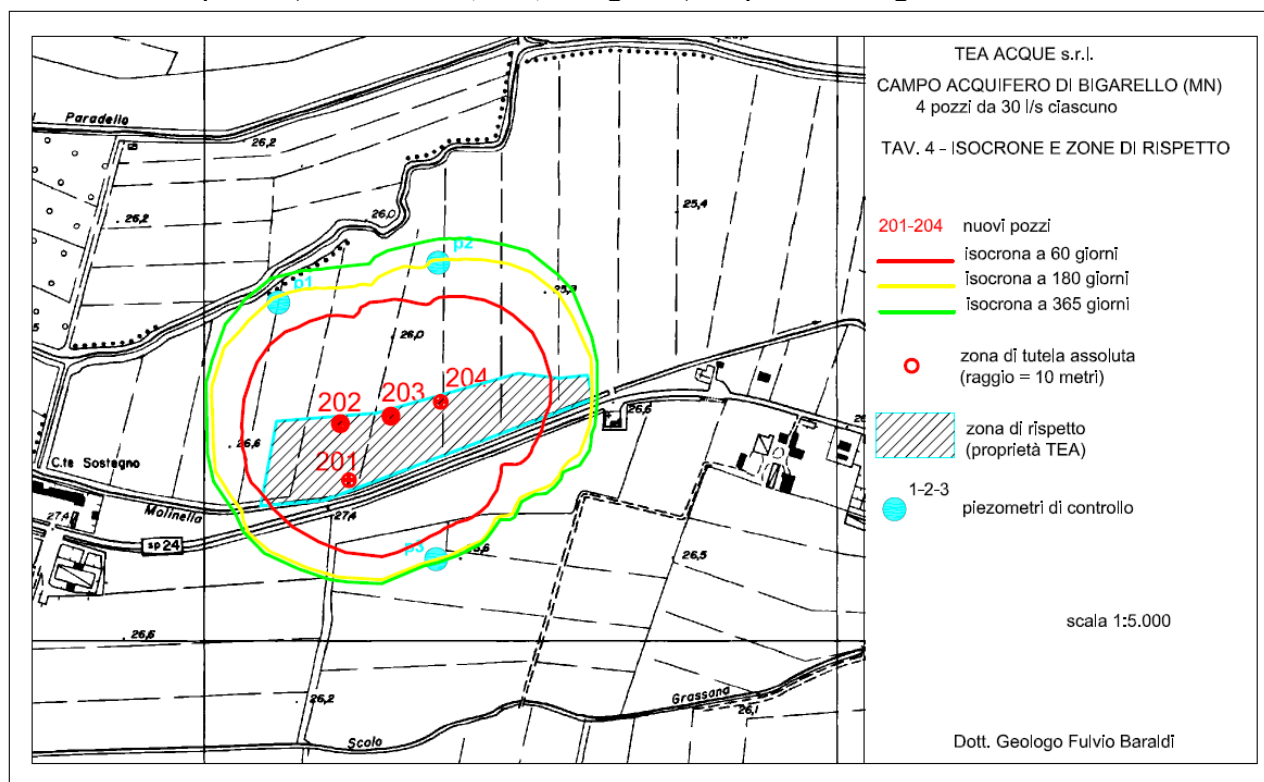 TEA ACQUE s.r.l.
CAMPO ACQUIFERO DI BIGARELLO (MN)
4 pozzi da 30 l/s ciascuno
TAV. 4 - ISOCRONE E ZONE DI RISPETTO
201-204 nuovi pozzi
isocrona a 60 giorni
isocrona a 180 giorni
isocrona a 365 giorni
zona di tutela assoluta
(raggio = 10 metri)
zona di rispetto
(proprietà TEA)
1-2-3
piezometri di controllo
scala 1:5.000
Dott. Geologo Fulvio Baraldi
Paradello
26,2
26,2
26,0
25,4
p2
p1
26,0
202
203
204
26,6
26,6
201
C.te Sostegno
Molinella
27,4
27,4
sp 24
p3
26,5
26,6
26,2
Grassana
26,1
Scolo